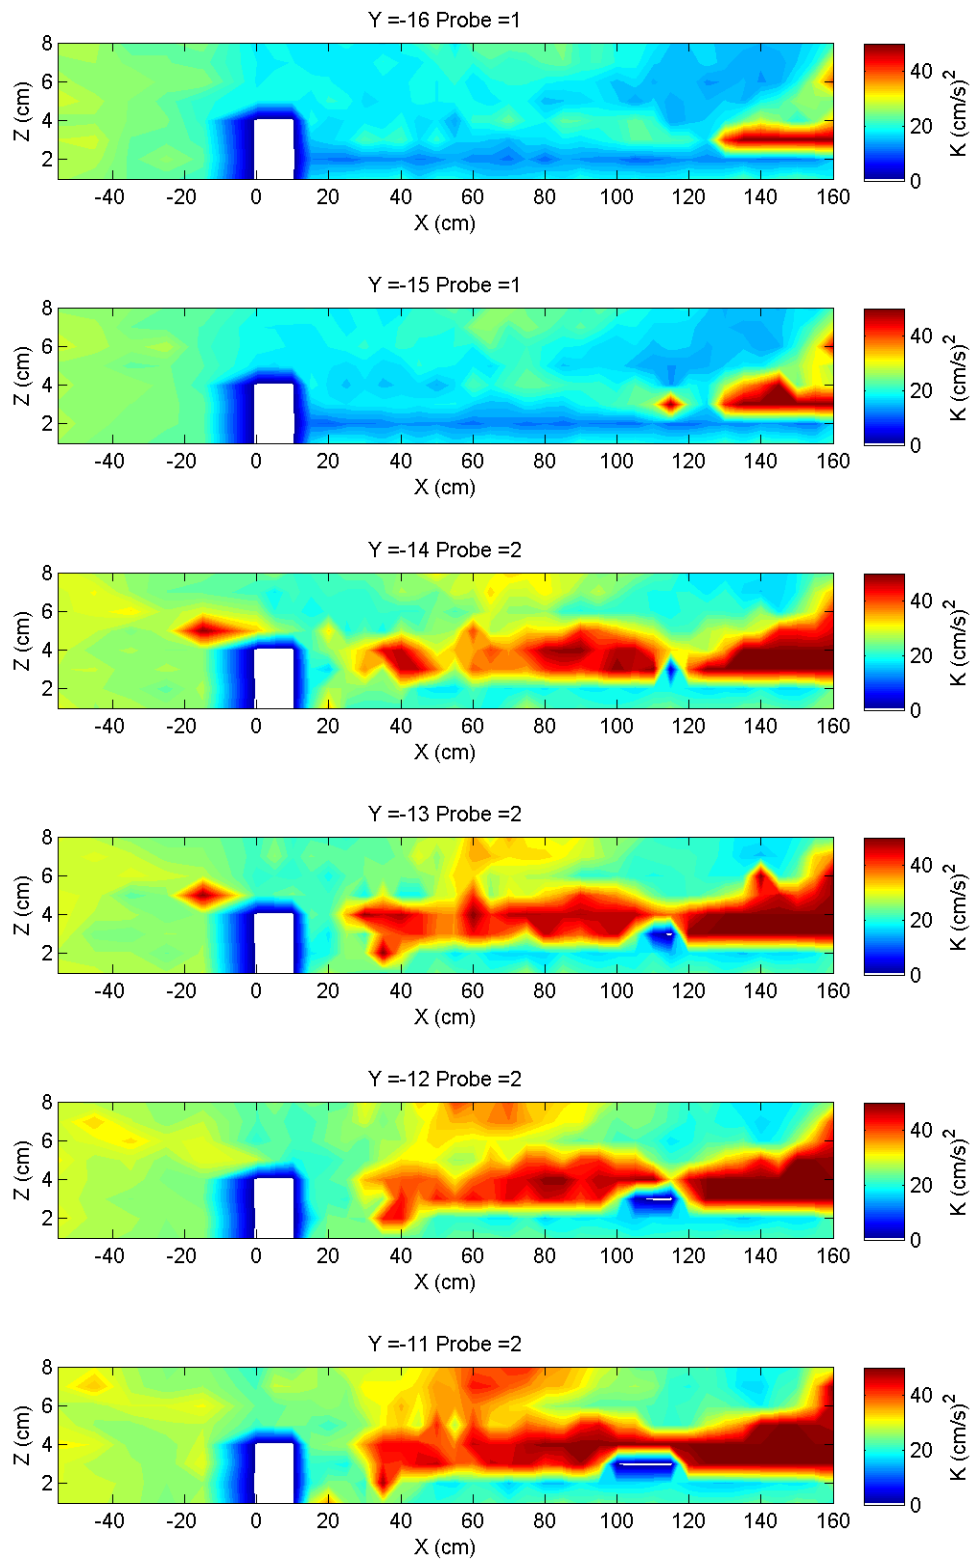 Y =-16 Probe =1
8
6
4
2
Z (cm)
-40 -20 0 20 40 60 80 100 120 140 160
X (cm)
40
20
0
K (cm/s)²
Y =-15 Probe =1
8
6
4
2
Z (cm)
-40 -20 0 20 40 60 80 100 120 140 160
X (cm)
40
20
0
K (cm/s)²
Y =-14 Probe =2
8
6
4
2
Z (cm)
-40 -20 0 20 40 60 80 100 120 140 160
X (cm)
40
20
0
K (cm/s)²
Y =-13 Probe =2
8
6
4
2
Z (cm)
-40 -20 0 20 40 60 80 100 120 140 160
X (cm)
40
20
0
K (cm/s)²
Y =-12 Probe =2
8
6
4
2
Z (cm)
-40 -20 0 20 40 60 80 100 120 140 160
X (cm)
40
20
0
K (cm/s)²
Y =-11 Probe =2
8
6
4
2
Z (cm)
-40 -20 0 20 40 60 80 100 120 140 160
X (cm)
40
20
0
K (cm/s)²